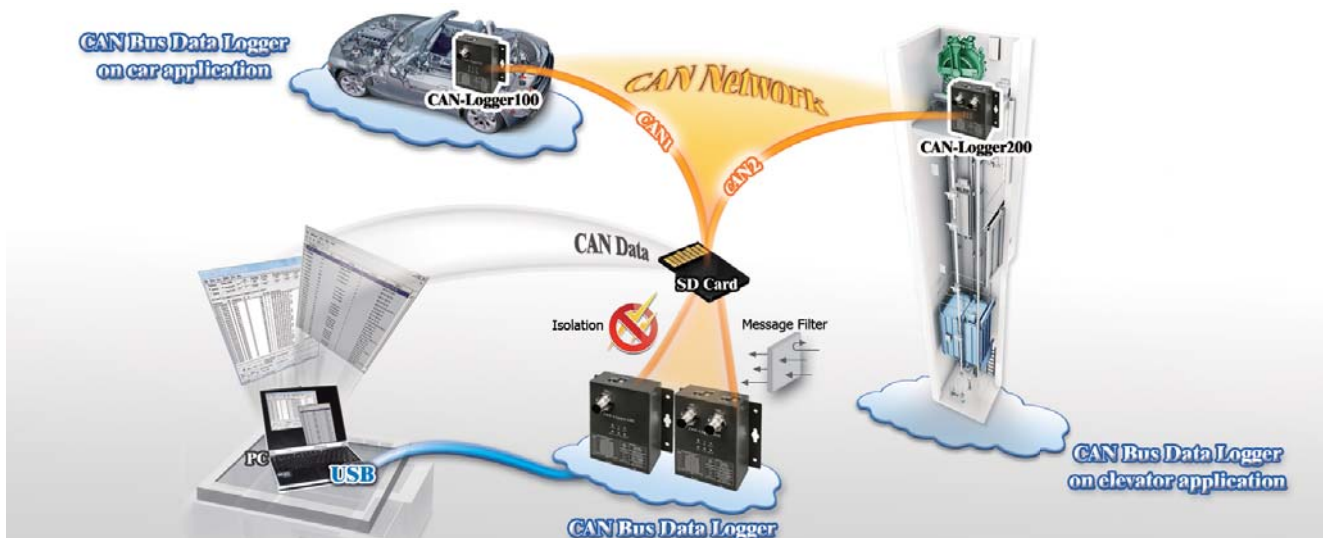 CAN Bus Data Logger
on car application
CAN-Logger100
CAN Network
CAN1
CAN2
CAN-Logger200
CAN Data
SD Card
Isolation
Message Filter
PC
USB
CAN Bus Data Logger
on elevator application
CAN Bus Data Logger